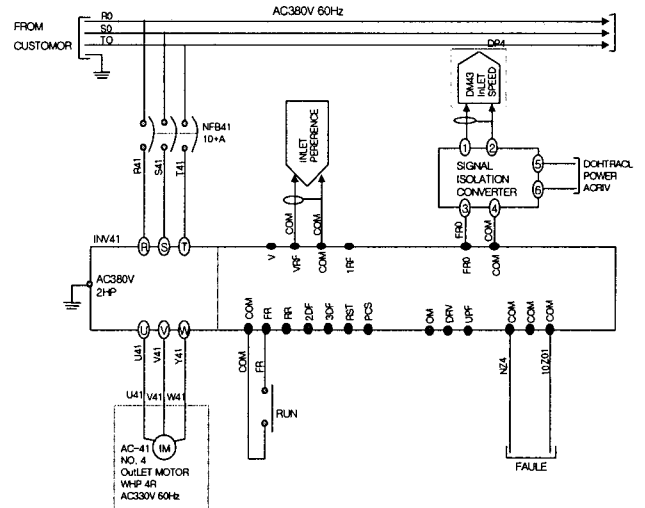 AC380V 60Hz
FROM
CUSTOMOR
R0
S0
T0
DP4
DM43
InLET
SPEED
NFB41
10+A
INLET
PERERENCE
1 2
SIGNAL
ISOLATION
CONVERTER
5
6
DOHTRACL
POWER
ACRIV
3 4
R41 S41 T41
COM COM
FR0 COM
INV41
R S T
V VRF COM 1RF
FR0 COM
AC380V
2HP
COM FR RR 2DF 3DF RST PCS
OM DRV UPF
COM COM COM
U V W
U41 V41 Y41
COM FR
NZ4
10Z01
U41 V41 W41
RUN
AC-41
IM
NO, 4
OutLET MOTOR
WHP 4R
AC330V 60Hz
FAULE